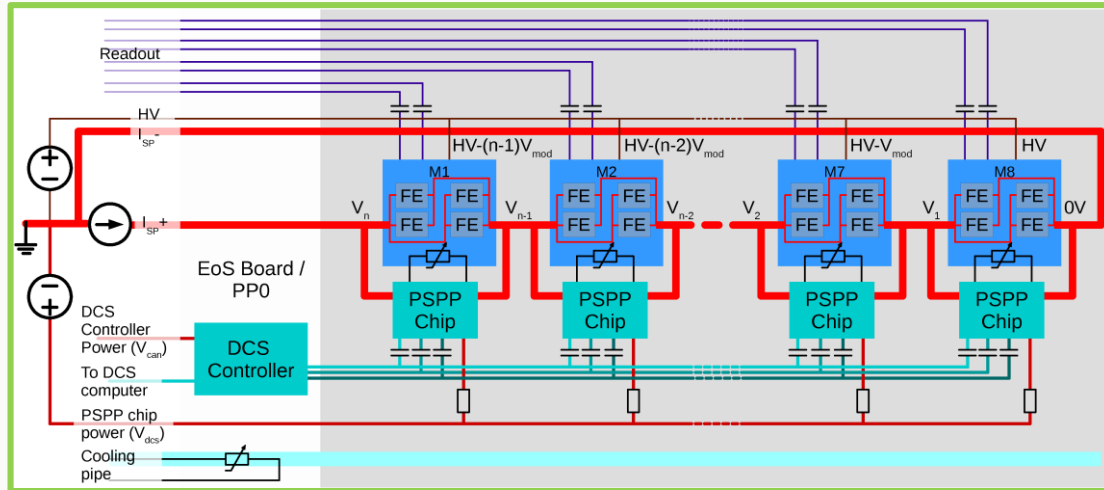 Readout
HV
I_SP-
HV-(n-1)V_mod
HV-(n-2)V_mod
HV-V_mod
HV
M1
M2
M7
M8
FE FE
FE FE
FE FE
FE FE
FE FE
FE FE
FE FE
FE FE
V_n
V_n-1
V_n-2
V_2
V_1
0V
I_SP+
EoS Board /
PP0
PSPP
Chip
PSPP
Chip
PSPP
Chip
PSPP
Chip
DCS
Controller
Power (V_can)
DCS
Controller
To DCS
computer
PSPP chip
power (V_dcs)
Cooling
pipe